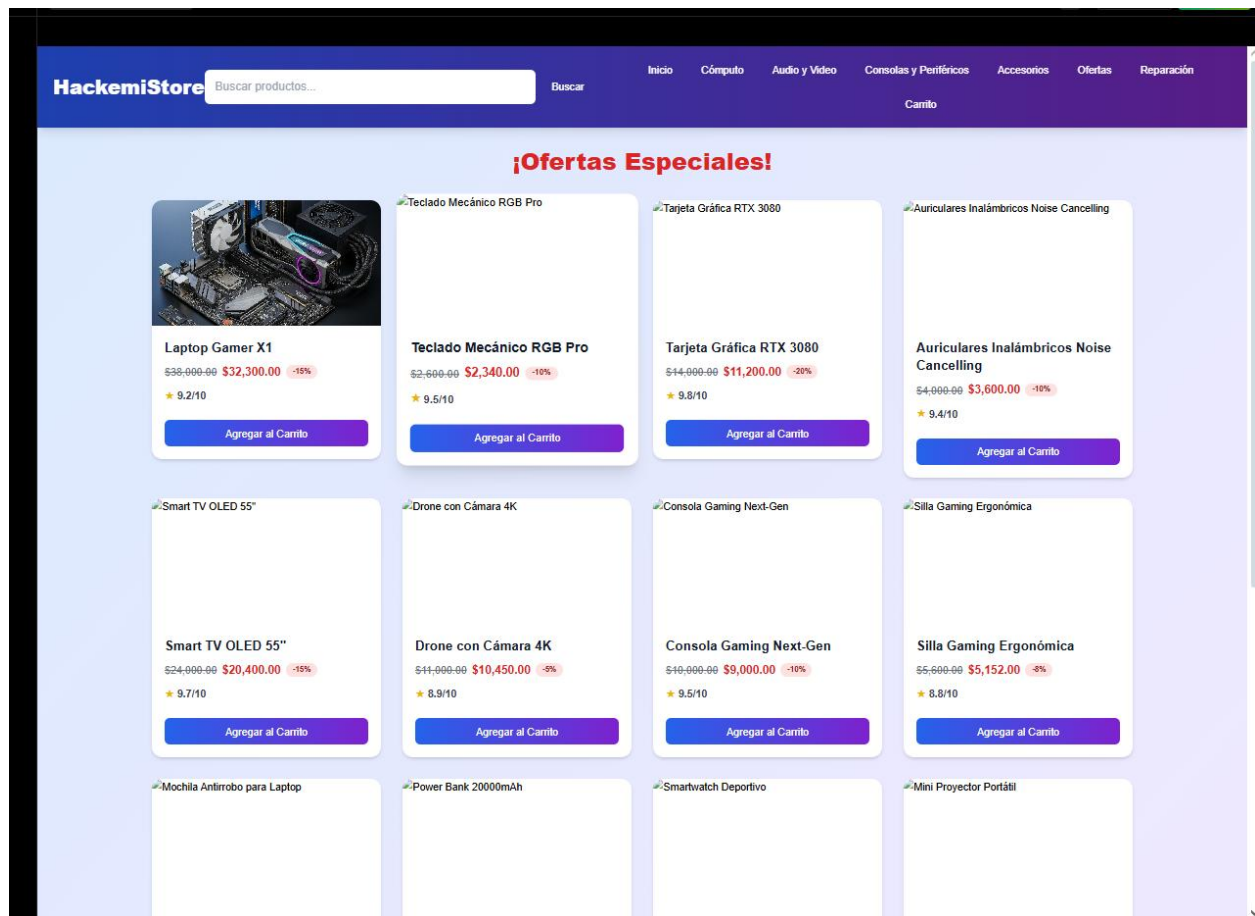 HackemiStore
Buscar productos...
Buscar
Inicio
Cómputo
Audio y Video
Consolas y Periféricos
Accesorios
Ofertas
Reparación
Carrito
¡Ofertas Especiales!
Laptop Gamer X1
$38,000.00 $32,300.00 -15%
★ 9.2/10
Agregar al Carrito
Teclado Mecánico RGB Pro
Teclado Mecánico RGB Pro
$2,600.00 $2,340.00 -10%
★ 9.5/10
Agregar al Carrito
Tarjeta Gráfica RTX 3080
Tarjeta Gráfica RTX 3080
$14,000.00 $11,200.00 -20%
★ 9.8/10
Agregar al Carrito
Auriculares Inalámbricos Noise Cancelling
Auriculares Inalámbricos Noise
Cancelling
$4,000.00 $3,600.00 -10%
★ 9.4/10
Agregar al Carrito
Smart TV OLED 55"
Smart TV OLED 55"
$24,000.00 $20,400.00 -15%
★ 9.7/10
Agregar al Carrito
Drone con Cámara 4K
Drone con Cámara 4K
$11,000.00 $10,450.00 -5%
★ 8.9/10
Agregar al Carrito
Consola Gaming Next-Gen
Consola Gaming Next-Gen
$10,000.00 $9,000.00 -10%
★ 9.5/10
Agregar al Carrito
Silla Gaming Ergonómica
Silla Gaming Ergonómica
$5,600.00 $5,152.00 -8%
★ 8.8/10
Agregar al Carrito
Mochila Antirrobo para Laptop
Power Bank 20000mAh
Smartwatch Deportivo
Mini Proyector Portátil